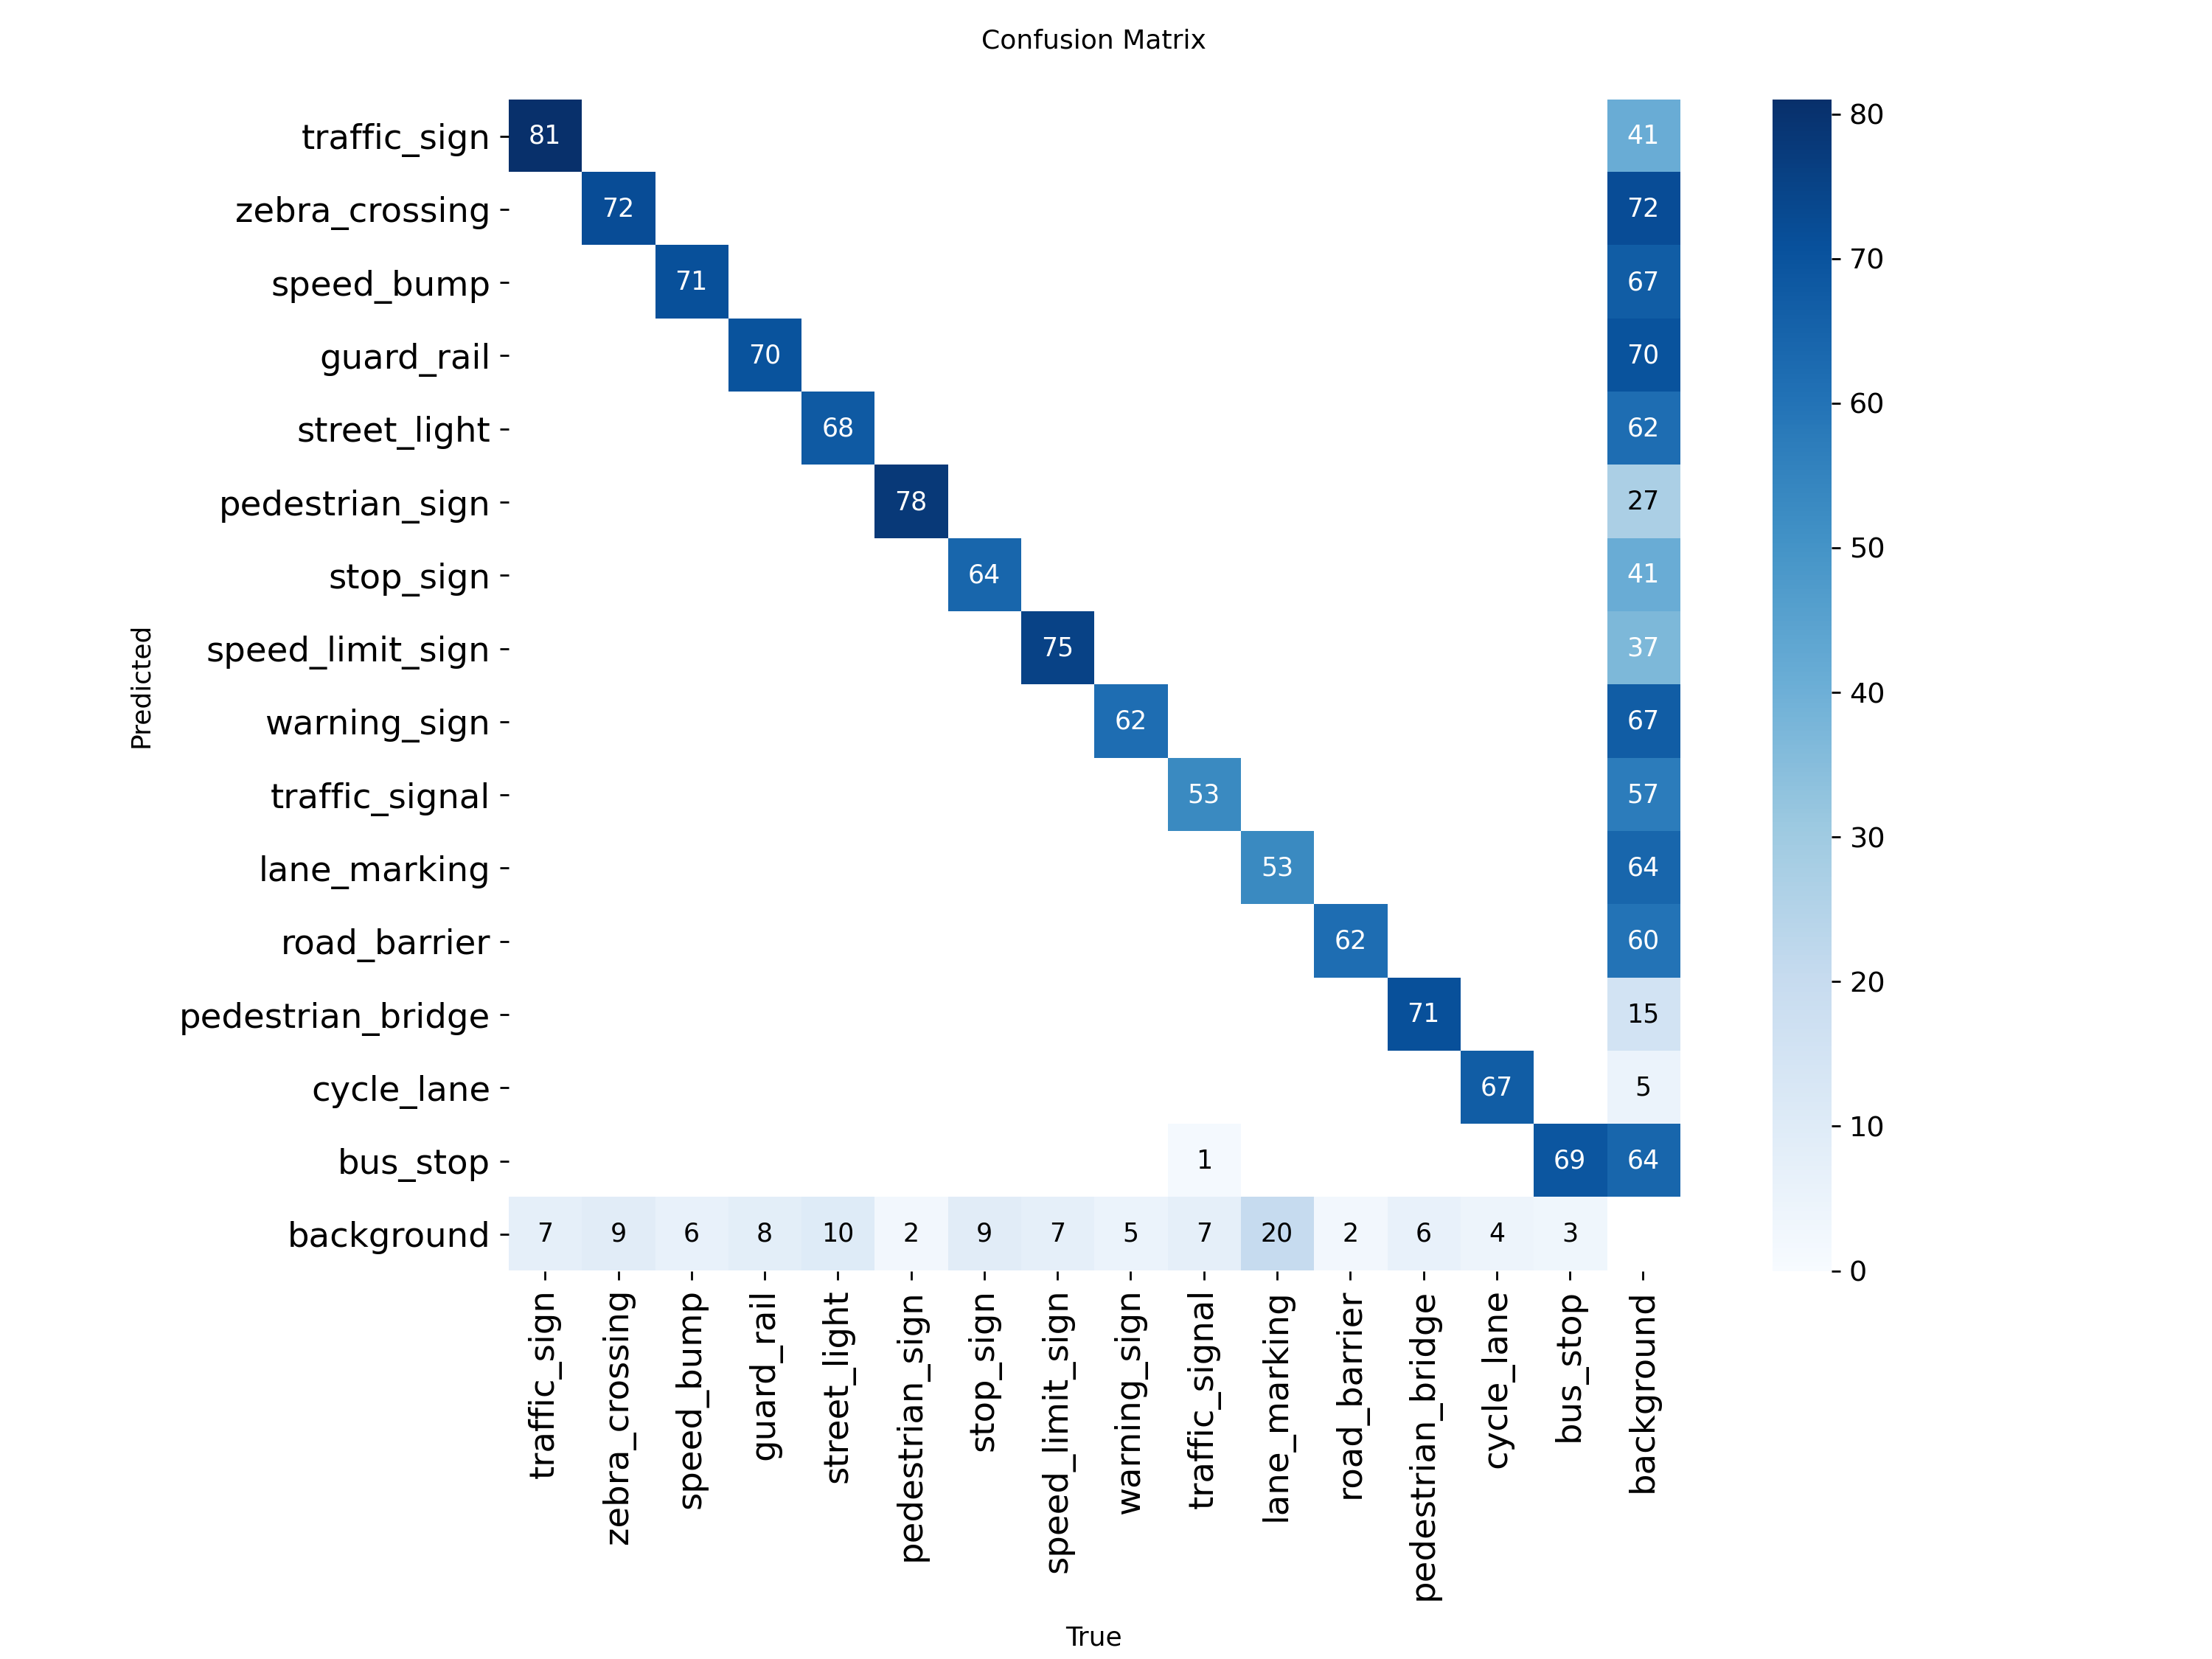 Confusion Matrix
traffic_sign 81 41 80
zebra_crossing 72 72
70
speed_bump 71 67
guard_rail 70 70
60
street_light 68 62
pedestrian_sign 78 27
50
stop_sign 64 41
speed_limit_sign 75 37
40
Predicted
warning_sign 62 67
traffic_signal 53 57
30
lane_marking 53 64
road_barrier 62 60
20
pedestrian_bridge 71 15
cycle_lane 67 5
10
bus_stop 1 69 64
background 7 9 6 8 10 2 9 7 5 7 20 2 6 4 3
0
traffic_sign
zebra_crossing
speed_bump
guard_rail
street_light
pedestrian_sign
stop_sign
speed_limit_sign
warning_sign
traffic_signal
lane_marking
road_barrier
pedestrian_bridge
cycle_lane
bus_stop
background
True